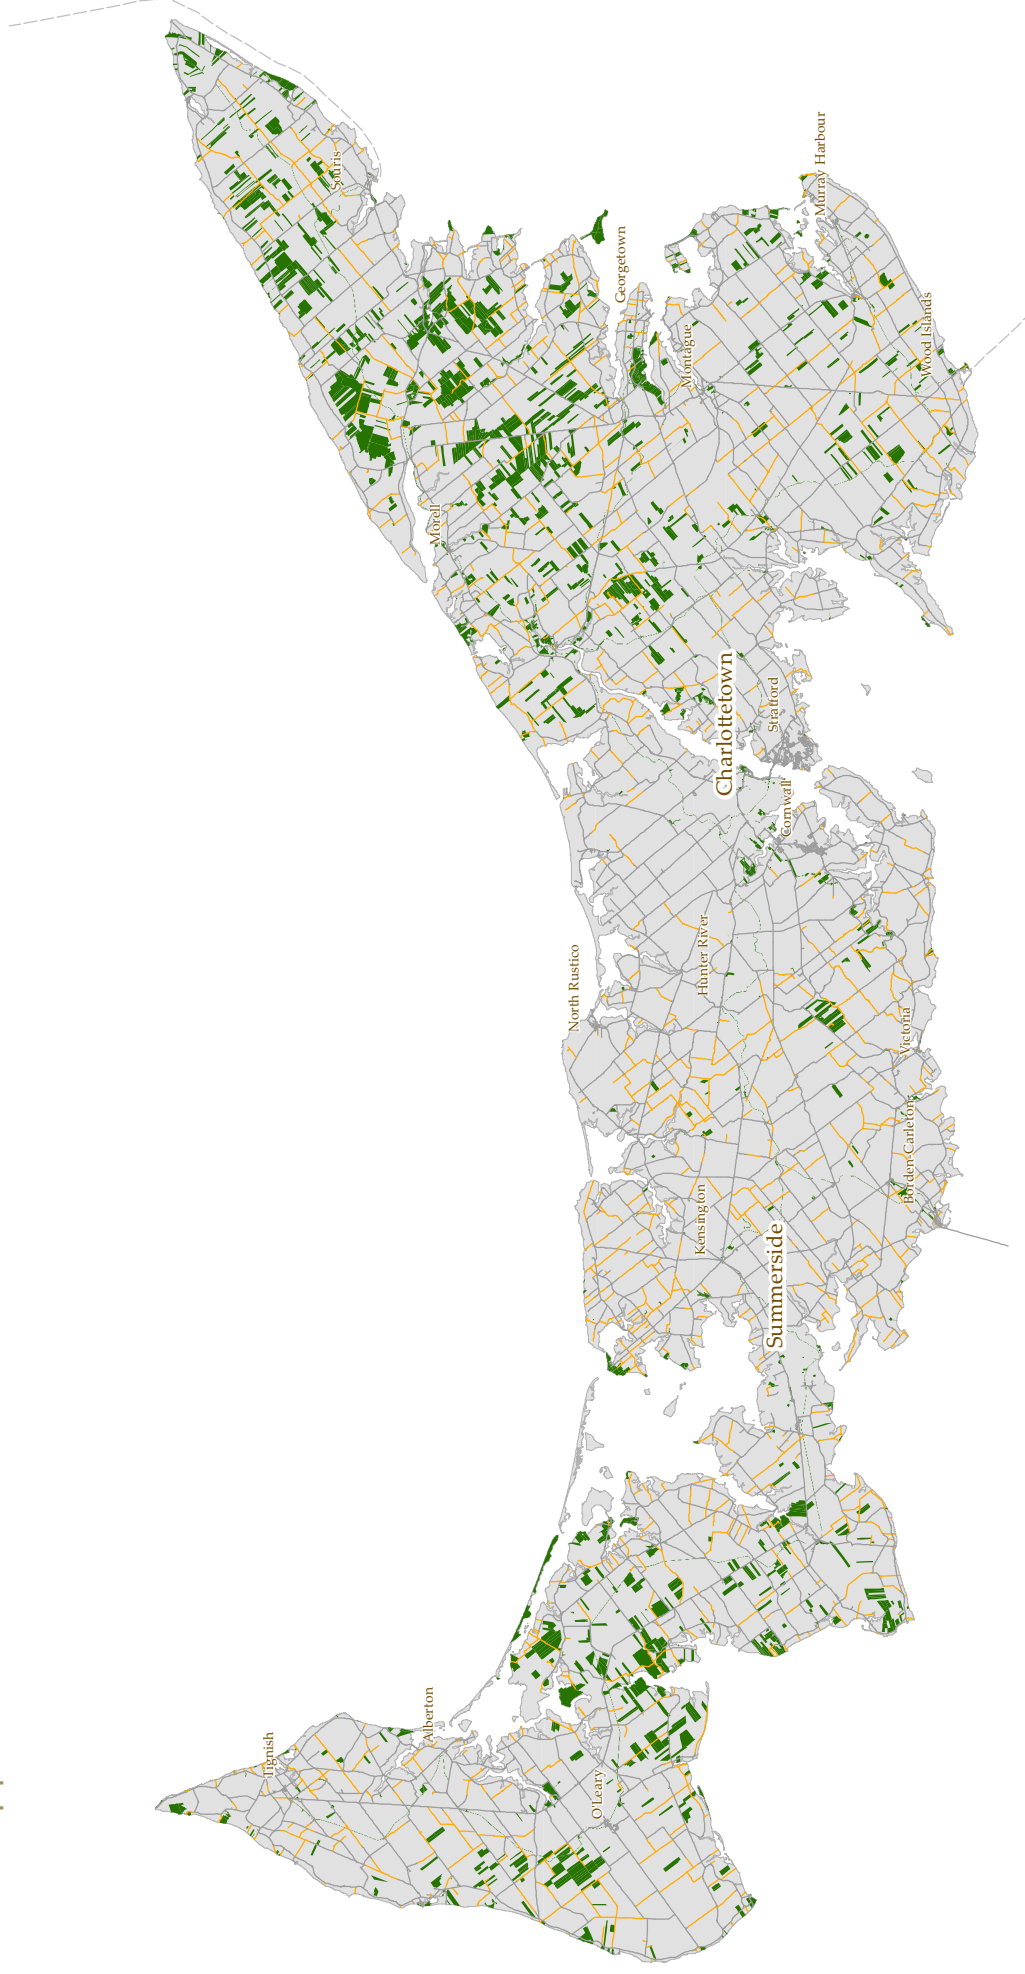 Tignish
Alberton
O'Leary
Summerside
Kensington
Borden-Carleton
Victoria
North Rustico
Hunter River
Cornwall
Charlottetown
Stratford
Morell
Montague
Georgetown
Wood Islands
Murray Harbour
Souris